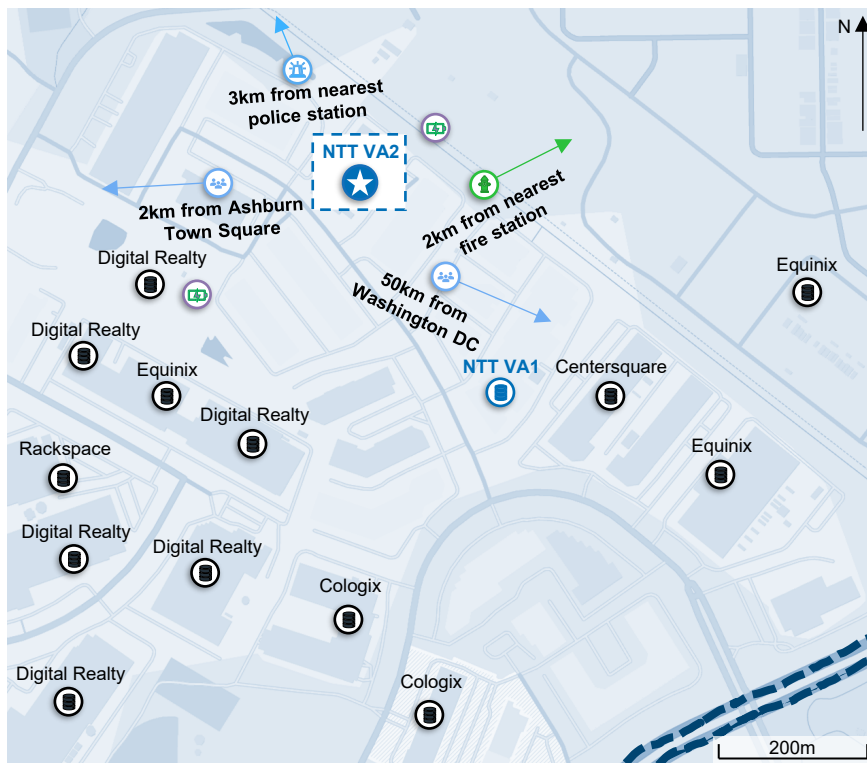 N
3km from nearest
police station
NTT VA2
2km from Ashburn
Town Square
2km from nearest
fire station
Digital Realty
50km from
Washington DC
Equinix
Digital Realty
Equinix
NTT VA1
Centersquare
Digital Realty
Rackspace
Equinix
Digital Realty
Digital Realty
Cologix
Digital Realty
Cologix
200m